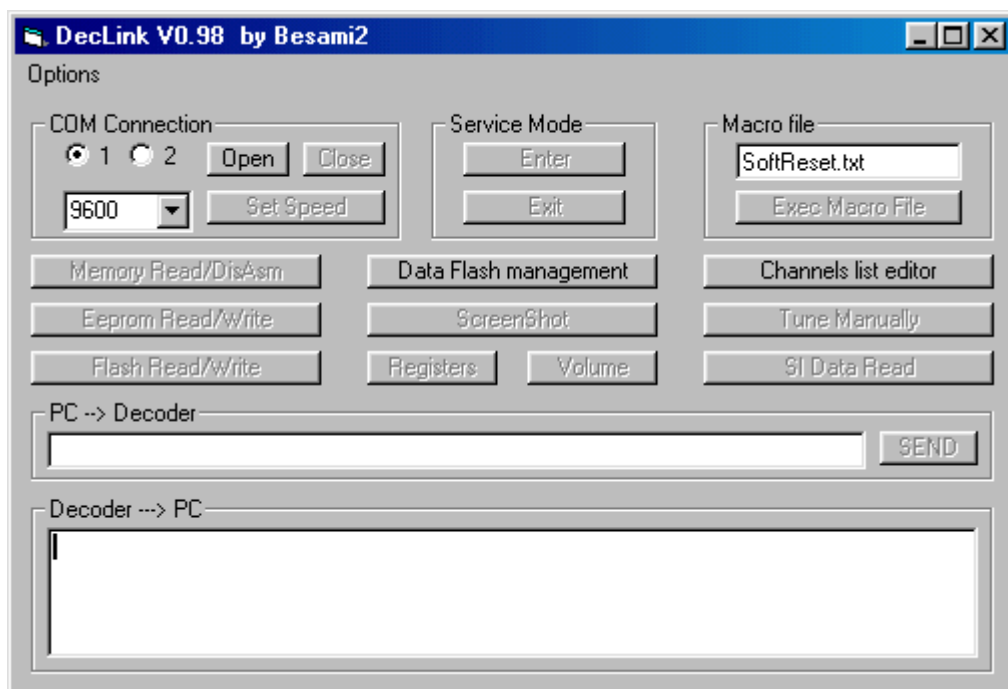 DecLink V0.98 by Besami2
Options
COM Connection
1 2 Open Close
9600 Set Speed
Service Mode
Enter
Exit
Macro file
SoftReset.txt
Exec Macro File
Memory Read/DisAsm Data Flash management Channels list editor
Eeprom Read/Write ScreenShot Tune Manually
Flash Read/Write Registers Volume SI Data Read
PC --> Decoder
SEND
Decoder ---> PC